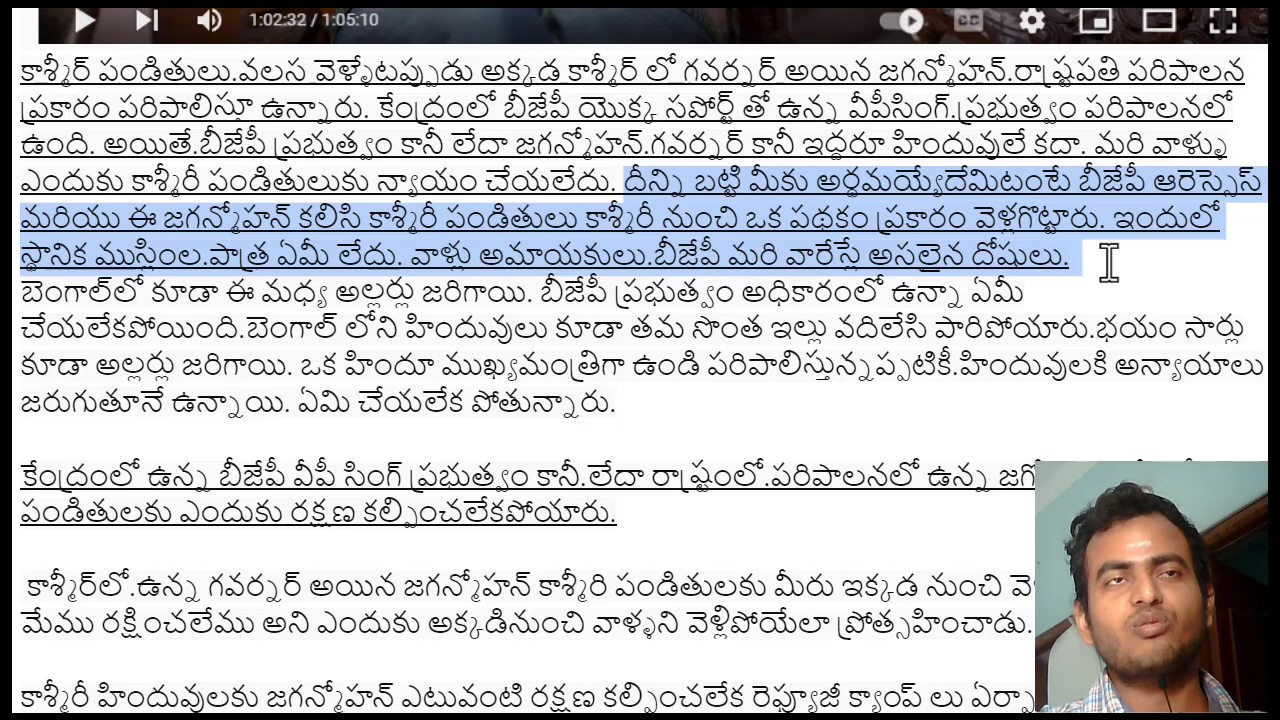 1:02:32 / 1:05:10
CC
కాశ్మీర్ పండితులు.వలస వెళ్ళేటప్పుడు అక్కడ కాశ్మీర్ లో గవర్నర్ అయిన జగన్మోహన్.రాష్ట్రపతి పరిపాలన
ప్రకారం పరిపాలిస్తూ ఉన్నారు. కేంద్రంలో బీజేపీ యొక్క సపోర్ట్ తో ఉన్న వీపీసింగ్.ప్రభుత్వం పరిపాలనలో
ఉంది. అయితే.బీజేపీ ప్రభుత్వం కానీ లేదా జగన్మోహన్.గవర్నర్ కానీ ఇద్దరూ హిందువులే కదా. మరి వాళ్ళు
ఎందుకు కాశ్మీరీ పండితులుకు న్యాయం చేయలేదు. దీన్ని బట్టి మీకు అర్థమయ్యేదేమిటంటే బీజేపీ ఆరెస్సెస్
మరియు ఈ జగన్మోహన్ కలిసి కాశ్మీరీ పండితులు కాశ్మీరీ నుంచి ఒక పథకం ప్రకారం వెళ్లగొట్టారు. ఇందులో
స్థానిక ముస్లింల.పాత్ర ఏమీ లేదు. వాళ్లు అమాయకులు.బీజేపీ మరి వారేస్లే అసలైన దోషులు.
బెంగాల్‌లో కూడా ఈ మధ్య అల్లర్లు జరిగాయి. బీజేపీ ప్రభుత్వం అధికారంలో ఉన్నా ఏమీ
చేయలేకపోయింది.బెంగాల్ లోని హిందువులు కూడా తమ సొంత ఇల్లు వదిలేసి పారిపోయారు.భయం సార్లు
కూడా అల్లర్లు జరిగాయి. ఒక హిందూ ముఖ్యమంత్రిగా ఉండి పరిపాలిస్తున్నప్పటికీ.హిందువులకి అన్యాయాలు
జరుగుతూనే ఉన్నాయి. ఏమి చేయలేక పోతున్నారు.
కేంద్రంలో ఉన్న బీజేపీ వీపీ సింగ్ ప్రభుత్వం కానీ.లేదా రాష్ట్రంలో.పరిపాలనలో ఉన్న
పండితులకు ఎందుకు రక్షణ కల్పించలేకపోయారు.
కాశ్మీర్‌లో.ఉన్న గవర్నర్ అయిన జగన్మోహన్ కాశ్మీరి పండితులకు మీరు ఇక్కడ నుంచి
మేము రక్షించలేము అని ఎందుకు అక్కడినుంచి వాళ్ళని వెళ్లిపోయేలా ప్రోత్సహించాడు.
కాశ్మీరీ హిందువులకు జగన్మోహన్ ఎటువంటి రక్షణ కల్పించలేక రెఫ్యూజీ క్యాంప్ లు